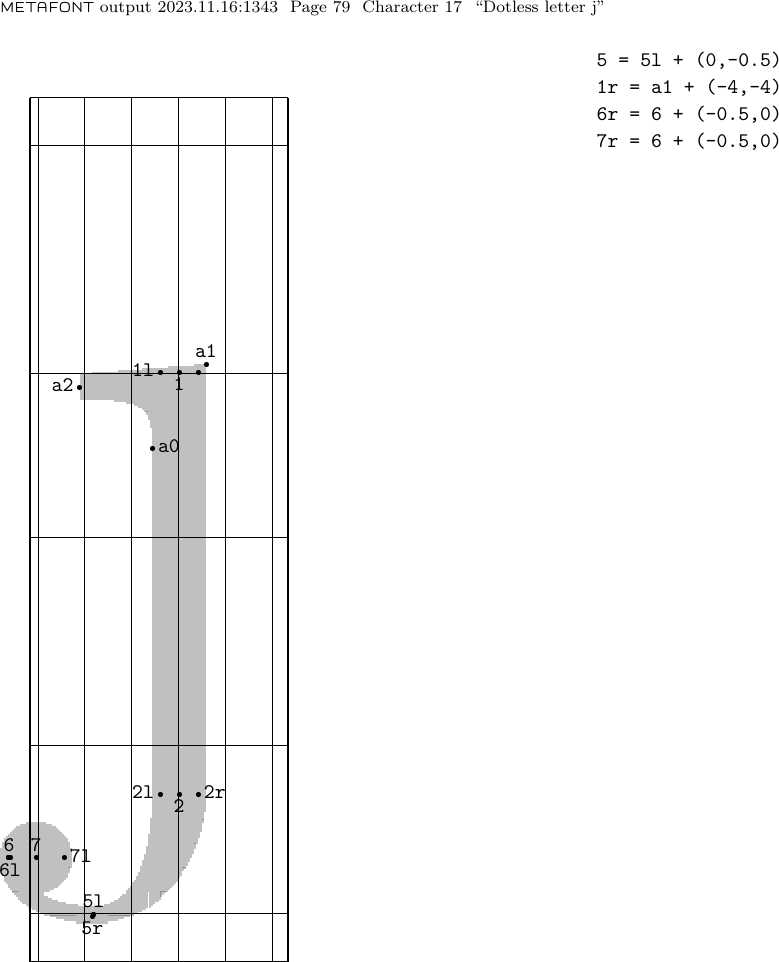 METAFONT output 2023.11.16:1343 Page 79 Character 17 “Dotless letter j”
5 = 5l + (0,-0.5)
1r = a1 + (-4,-4)
6r = 6 + (-0.5,0)
7r = 6 + (-0.5,0)
a1
1l
a2
1
a0
2l
2r
2
6
7
7l
6l
5l
5r